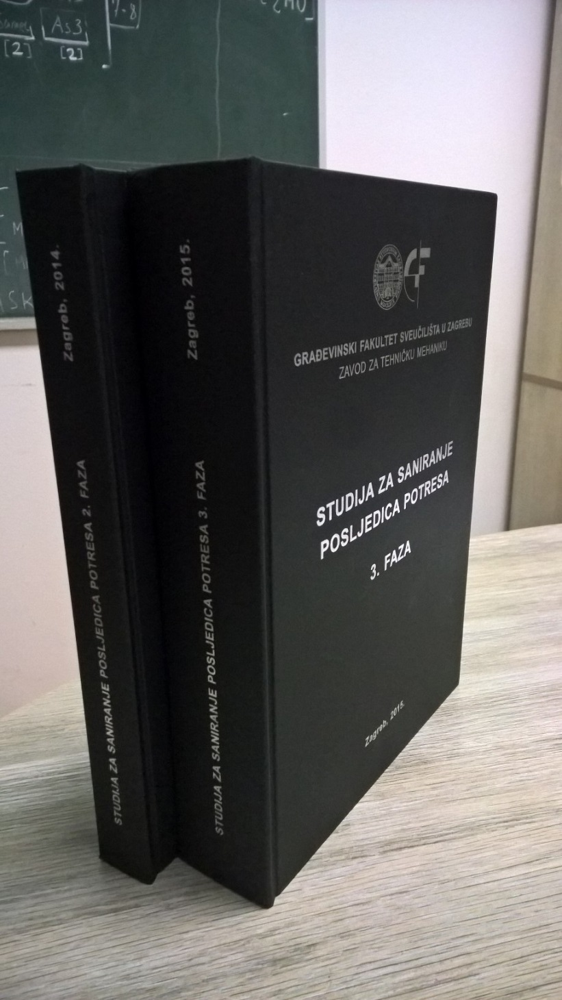 As3
[2]
[2]
7-8
Zagreb, 2014.
STUDIJA ZA SANIRANJE POSLJEDICA POTRESA 2. FAZA
Zagreb, 2015.
STUDIJA ZA SANIRANJE POSLJEDICA POTRESA 3. FAZA
GRAĐEVINSKI FAKULTET SVEUČILIŠTA U ZAGREBU
ZAVOD ZA TEHNIČKU MEHANIKU
STUDIJA ZA SANIRANJE
POSLJEDICA POTRESA
3. FAZA
Zagreb, 2015.